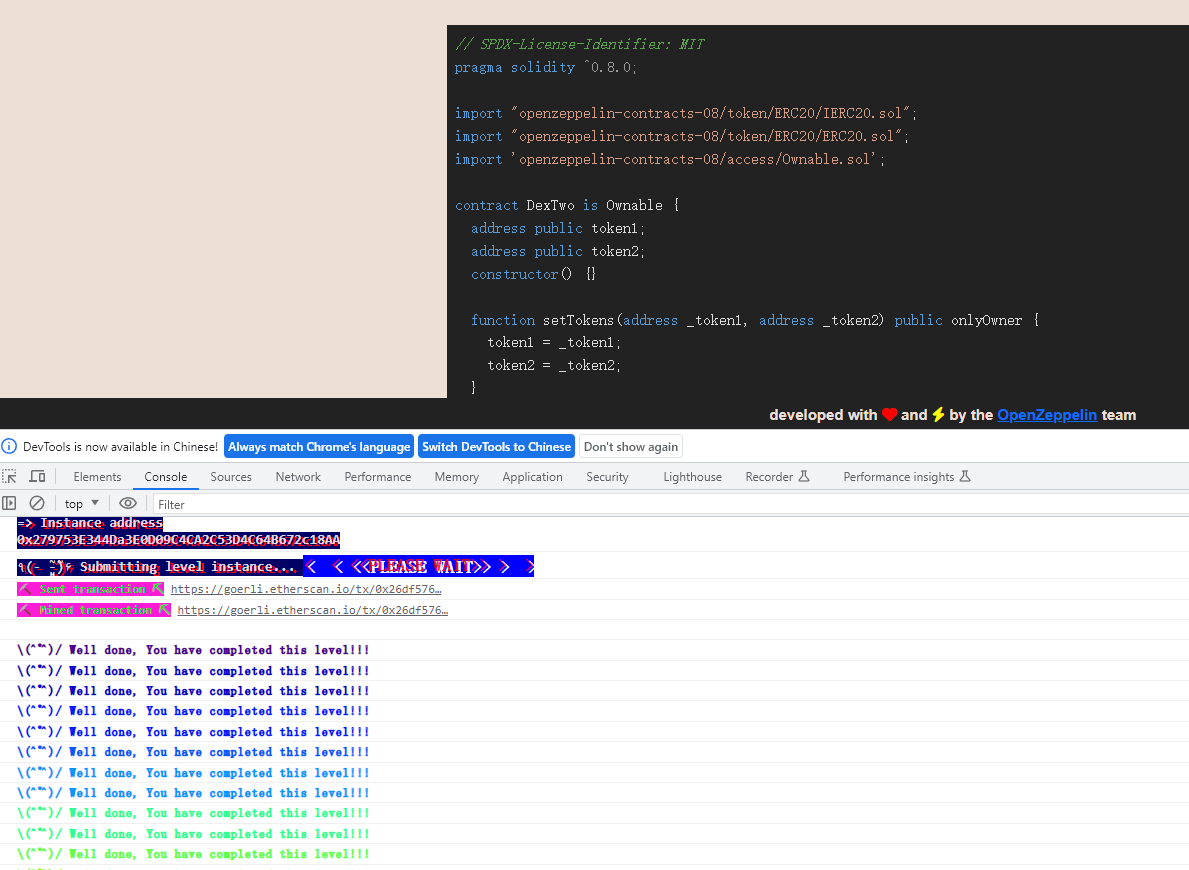 // SPDX-License-Identifier: MIT
pragma solidity ^0.8.0;
import "openzeppelin-contracts-08/token/ERC20/IERC20.sol";
import "openzeppelin-contracts-08/token/ERC20/ERC20.sol";
import 'openzeppelin-contracts-08/access/Ownable.sol';
contract DexTwo is Ownable {
address public token1;
address public token2;
constructor() {}
function setTokens(address _token1, address _token2) public onlyOwner {
token1 = _token1;
token2 = _token2;
}
developed with ❤ and ⚡ by the OpenZeppelin team
DevTools is now available in Chinese! Always match Chrome's language Switch DevTools to Chinese Don't show again
Elements Console Sources Network Performance Memory Application Security Lighthouse Recorder Performance insights
top ▼ Filter
=> Instance address
0x279753E344Da3E0D09C4CA2C53D4C64B672c18AA
Submitting level instance... < < <<PLEASE WAIT>> > >
Sent transaction https://goerli.etherscan.io/tx/0x26df576…
Mined transaction https://goerli.etherscan.io/tx/0x26df576…
\(^•^)/ Well done, You have completed this level!!!
\(^•^)/ Well done, You have completed this level!!!
\(^•^)/ Well done, You have completed this level!!!
\(^•^)/ Well done, You have completed this level!!!
\(^•^)/ Well done, You have completed this level!!!
\(^•^)/ Well done, You have completed this level!!!
\(^•^)/ Well done, You have completed this level!!!
\(^•^)/ Well done, You have completed this level!!!
\(^•^)/ Well done, You have completed this level!!!
\(^•^)/ Well done, You have completed this level!!!
\(^•^)/ Well done, You have completed this level!!!